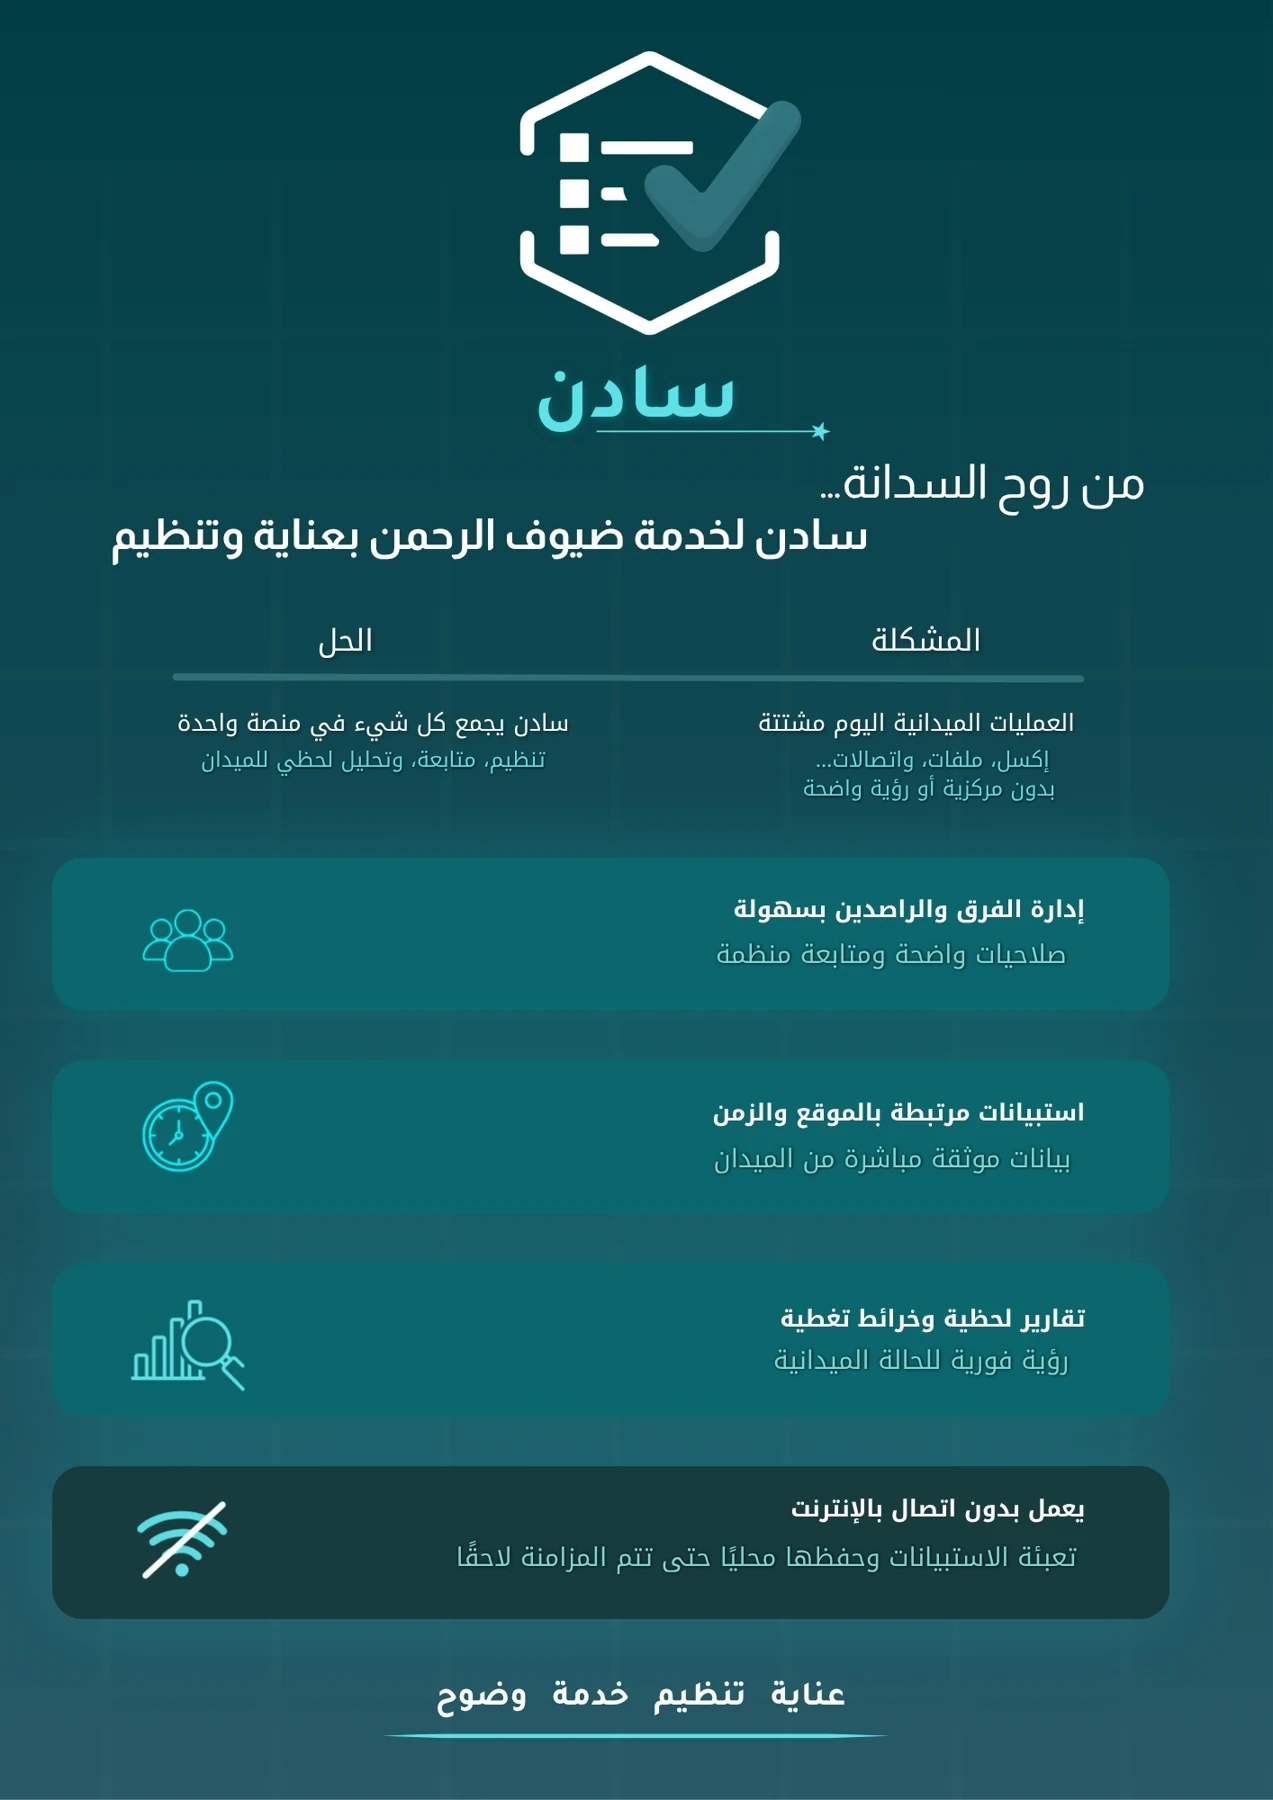 سادن
من روح السدانة...
سادن لخدمة ضيوف الرحمن بعناية وتنظيم
المشكلة
العمليات الميدانية اليوم مشتتة
إكسل، ملفات، واتصالات...
بدون مركزية أو رؤية واضحة
الحل
سادن يجمع كل شيء في منصة واحدة
تنظيم، متابعة، وتحليل لحظي للميدان
إدارة الفرق والراصدين بسهولة
صلاحيات واضحة ومتابعة منظمة
استبيانات مرتبطة بالموقع والزمن
بيانات موثقة مباشرة من الميدان
تقارير لحظية وخرائط تغطية
رؤية فورية للحالة الميدانية
يعمل بدون اتصال بالإنترنت
تعبئة الاستبيانات وحفظها محليًا حتى تتم المزامنة لاحقًا
عناية تنظيم خدمة وضوح